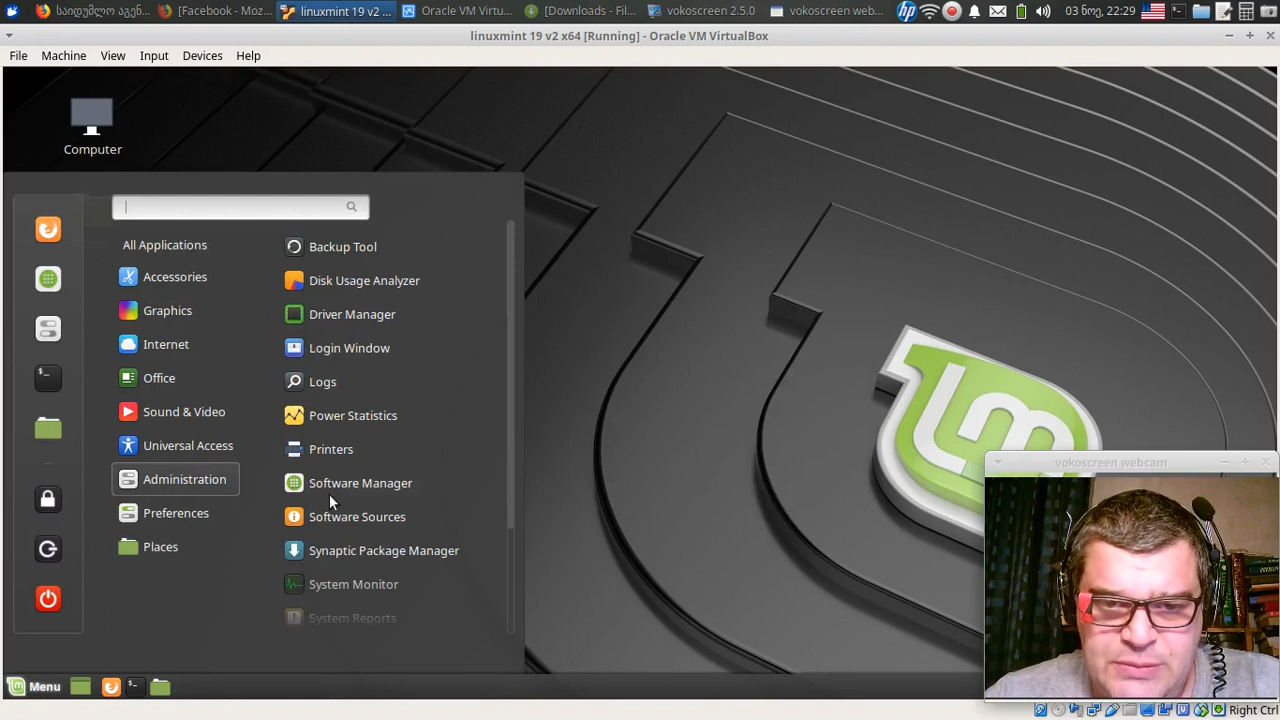 საიდუმლო აგენ...
[Facebook - Moz...
linuxmint 19 v2 ...
Oracle VM Virtu...
[Downloads - Fil...
vokoscreen 2.5.0
vokoscreen web...
03 ნოე, 22:29
linuxmint 19 v2 x64 [Running] - Oracle VM VirtualBox
File Machine View Input Devices Help
Computer
All Applications
Accessories
Graphics
Internet
Office
Sound & Video
Universal Access
Administration
Preferences
Places
Backup Tool
Disk Usage Analyzer
Driver Manager
Login Window
Logs
Power Statistics
Printers
Software Manager
Software Sources
Synaptic Package Manager
System Monitor
System Reports
vokoscreen webcam
Menu
Right Ctrl